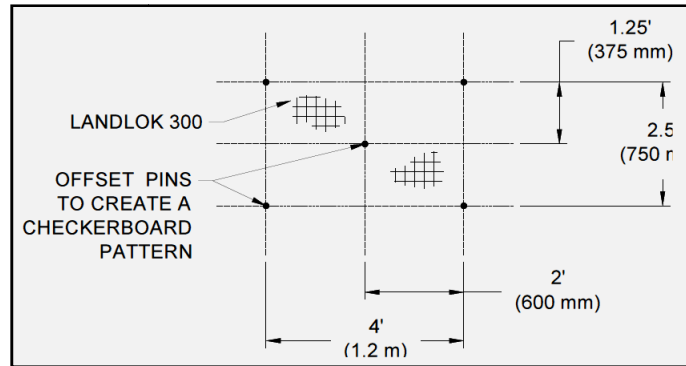 1.25'
(375 mm)
LANDLOK 300
2.5
(750
OFFSET PINS
TO CREATE A
CHECKERBOARD
PATTERN
2'
(600 mm)
4'
(1.2 m)